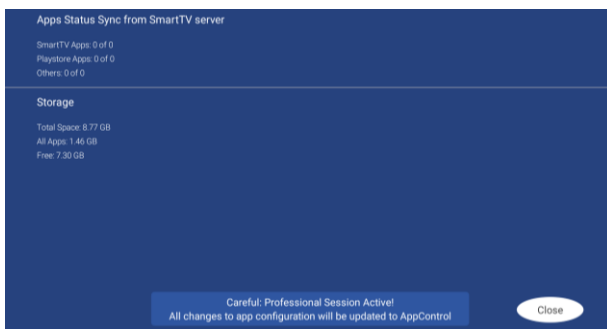 Apps Status Sync from SmartTV server
SmartTV Apps: 0 of 0
Playstore Apps: 0 of 0
Others: 0 of 0
Storage
Total Space: 8.77 GB
All Apps: 1.46 GB
Free: 7.30 GB
Careful: Professional Session Active!
All changes to app configuration will be updated to AppControl
Close